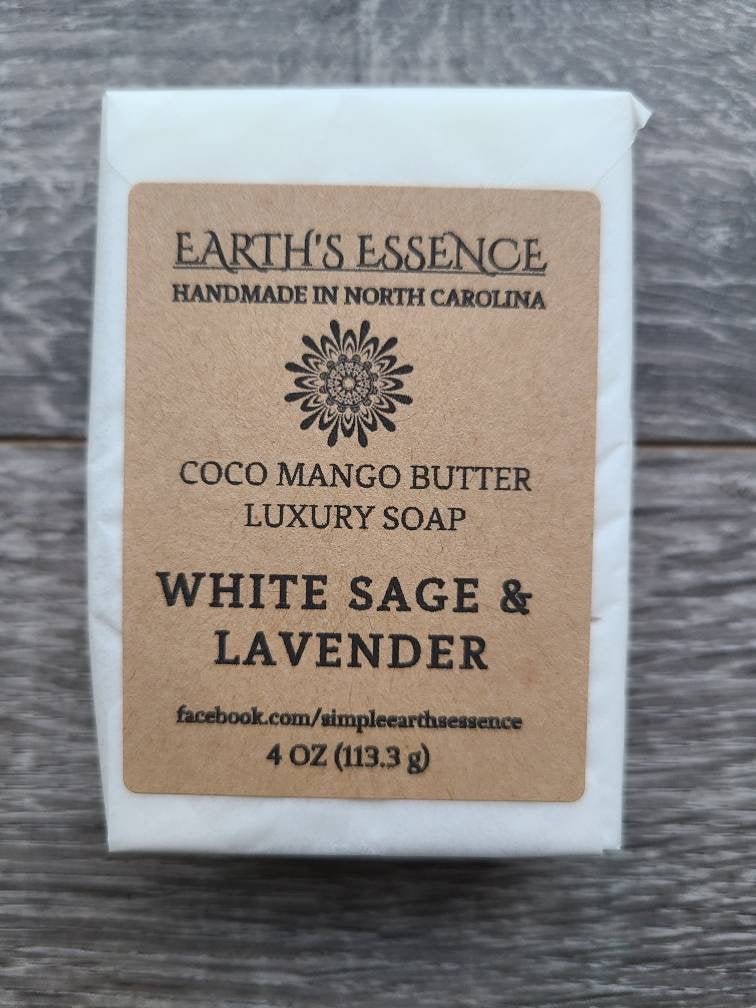 EARTH'S ESSENCE
HANDMADE IN NORTH CAROLINA
COCO MANGO BUTTER
LUXURY SOAP
WHITE SAGE &
LAVENDER
facebook.com/simpleearthsessence
4 OZ (113.3 g)